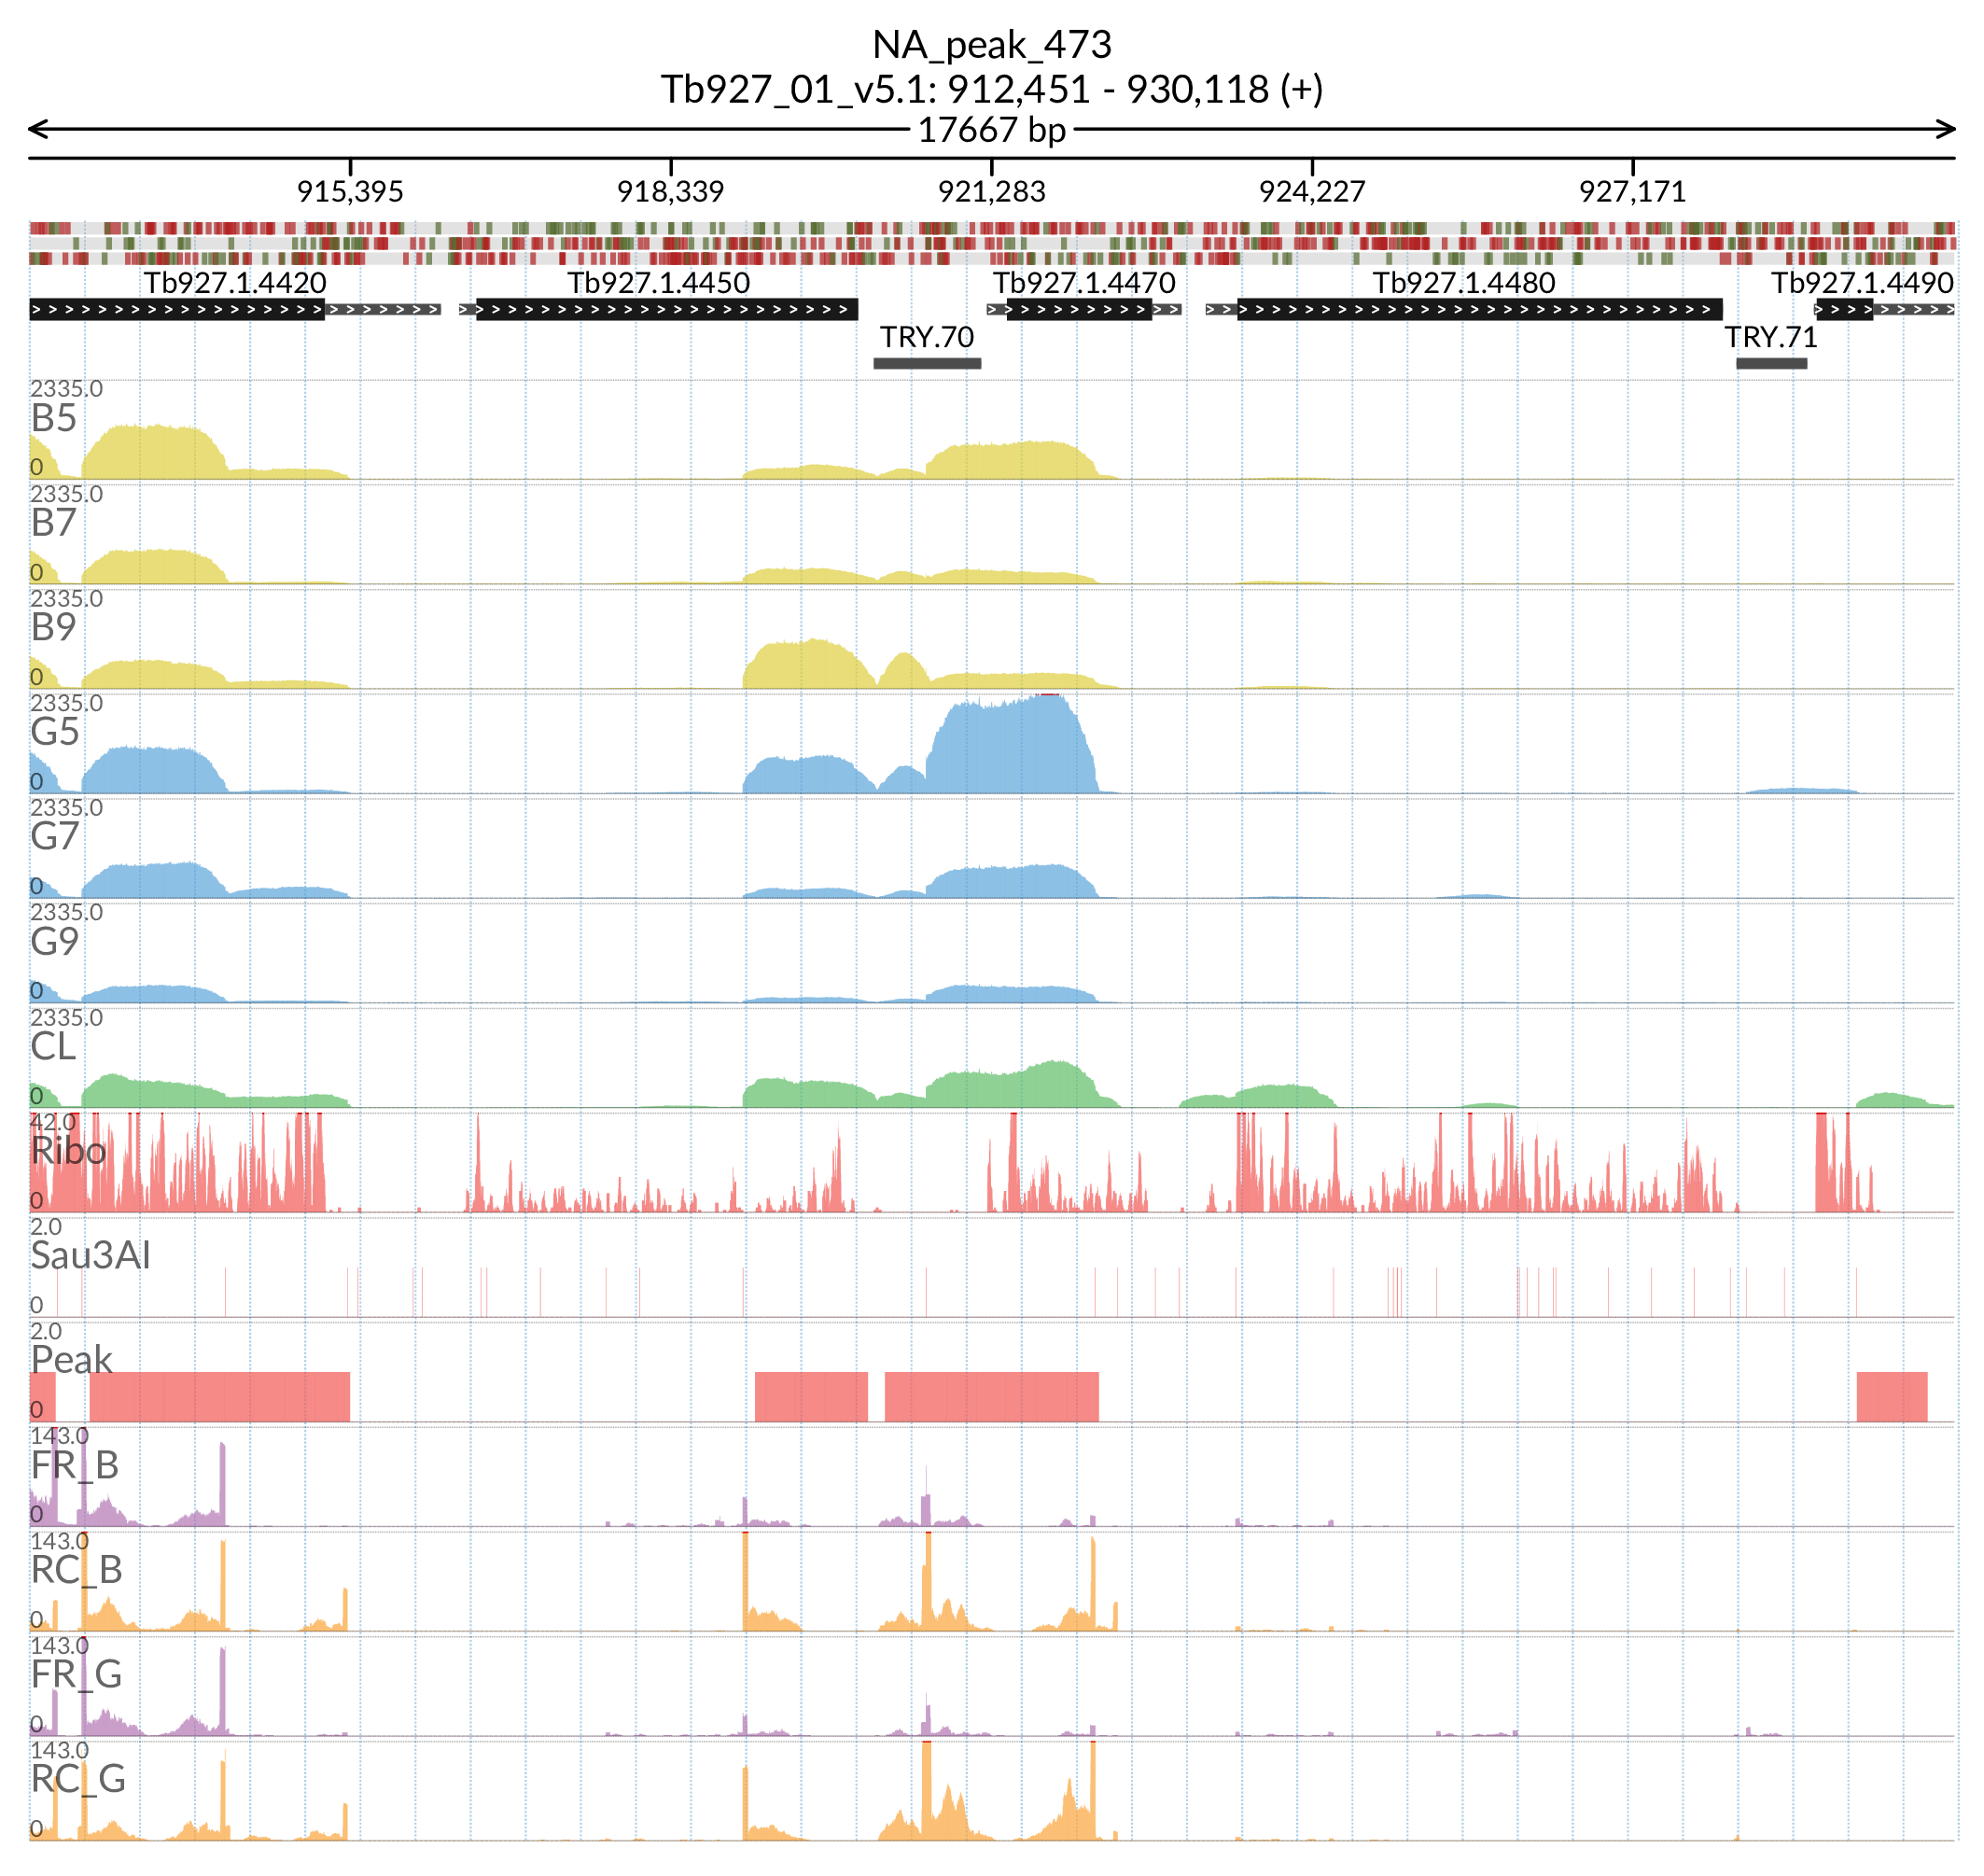 NA_peak_473
Tb927_01_v5.1: 912,451 - 930,118 (+)
17667 bp
915,395 918,339 921,283 924,227 927,171
Tb927.1.4420 Tb927.1.4450 Tb927.1.4470 Tb927.1.4480 Tb927.1.4490
TRY.70 TRY.71
2335.0
B5
0
2335.0
B7
0
2335.0
B9
0
2335.0
G5
0
2335.0
G7
0
2335.0
G9
0
2335.0
CL
0
42.0
Ribo
0
2.0
Sau3AI
0
2.0
Peak
0
143.0
FR_B
0
143.0
RC_B
0
143.0
FR_G
0
143.0
RC_G
0